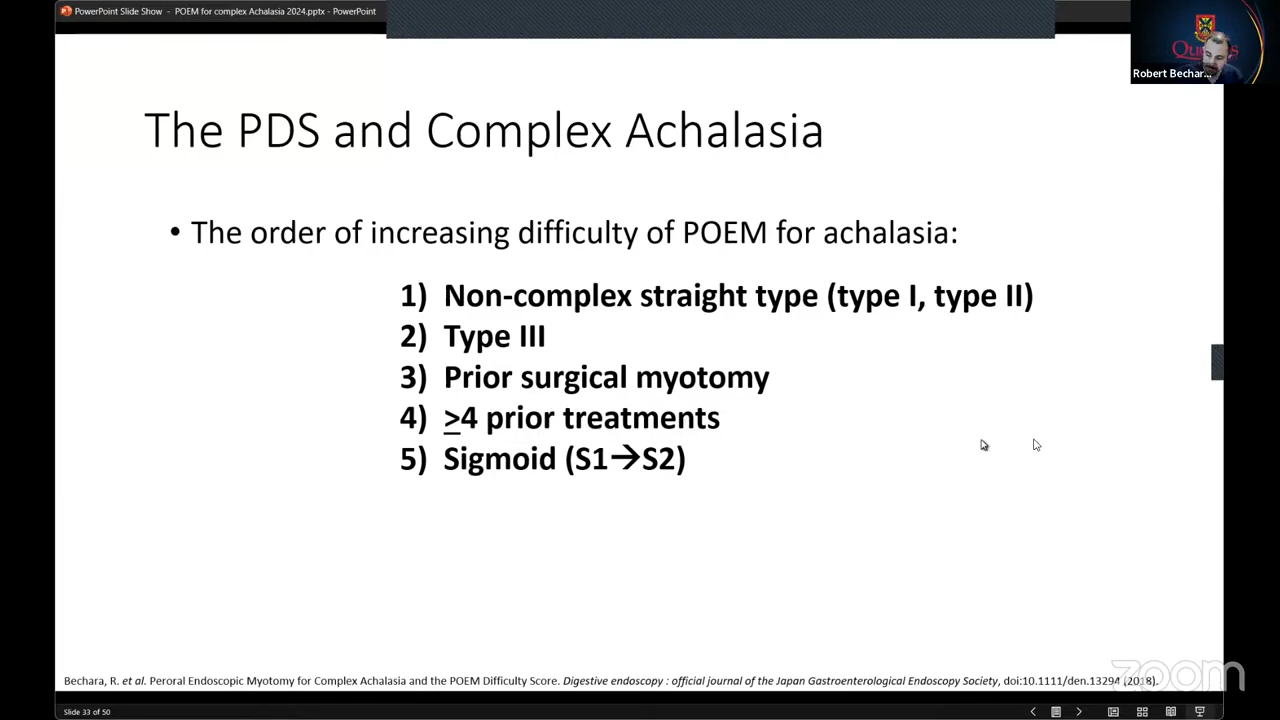 PowerPoint Slide Show - POEM for complex Achalasia 2024.pptx - PowerPoint
Robert Bechar...
The PDS and Complex Achalasia
• The order of increasing difficulty of POEM for achalasia:
1) Non-complex straight type (type I, type II)
2) Type III
3) Prior surgical myotomy
4) >4 prior treatments
5) Sigmoid (S1→S2)
zoom
Bechara, R. et al. Peroral Endoscopic Myotomy for Complex Achalasia and the POEM Difficulty Score. Digestive endoscopy : official journal of the Japan Gastroenterological Endoscopy Society, doi:10.1111/den.13294 (2018).
Slide 33 of 50